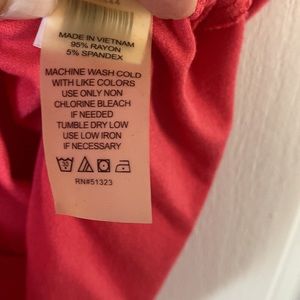 MADE IN VIETNAM
95% RAYON
5% SPANDEX
MACHINE WASH COLD
WITH LIKE COLORS
USE ONLY NON
CHLORINE BLEACH
IF NEEDED
TUMBLE DRY LOW
USE LOW IRON
IF NECESSARY
RN#51323